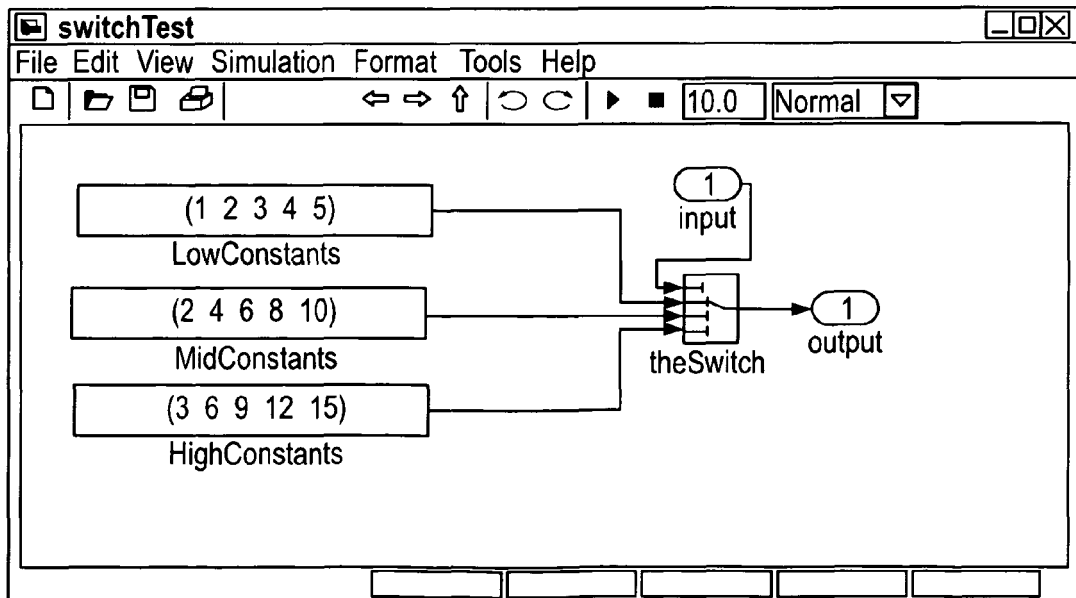 switchTest
File Edit View Simulation Format Tools Help
10.0 Normal
(1 2 3 4 5)
LowConstants
1
input
(2 4 6 8 10)
MidConstants
theSwitch
1
output
(3 6 9 12 15)
HighConstants